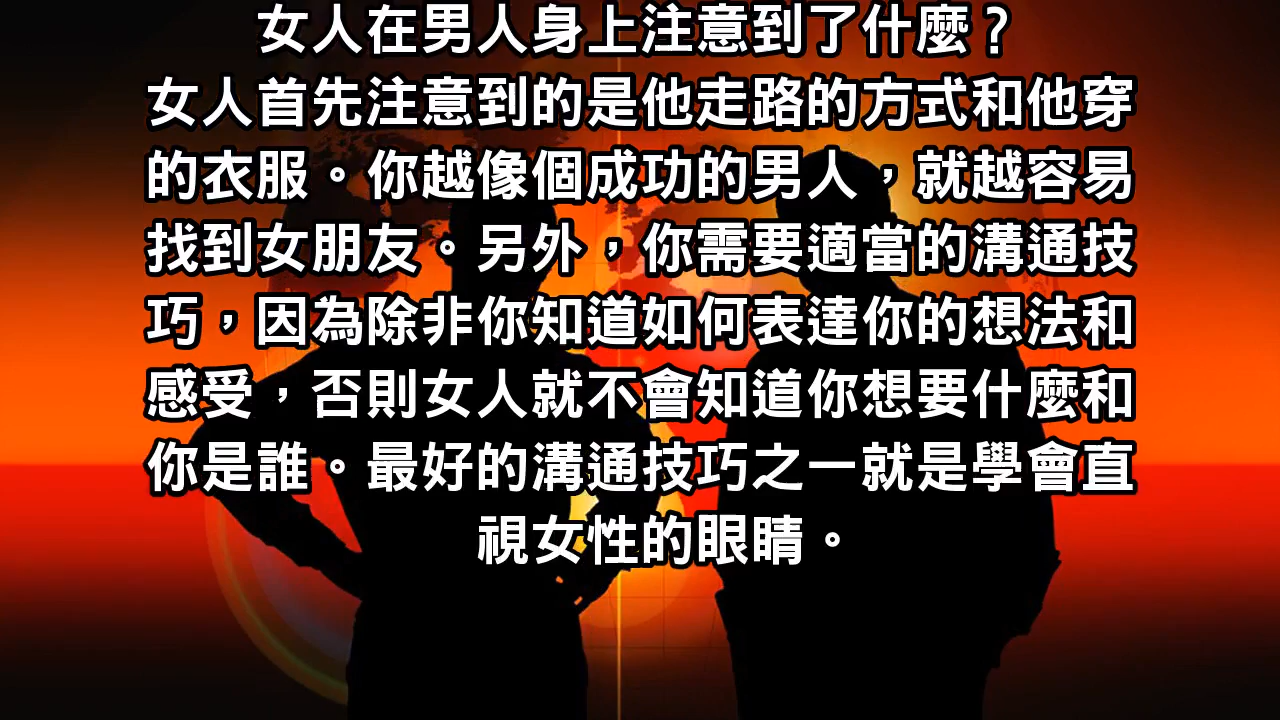 女人在男人身上注意到了什麼？
女人首先注意到的是他走路的方式和他穿
的衣服。你越像個成功的男人，就越容易
找到女朋友。另外，你需要適當的溝通技
巧，因為除非你知道如何表達你的想法和
感受，否則女人就不會知道你想要什麼和
你是誰。最好的溝通技巧之一就是學會直
視女性的眼睛。